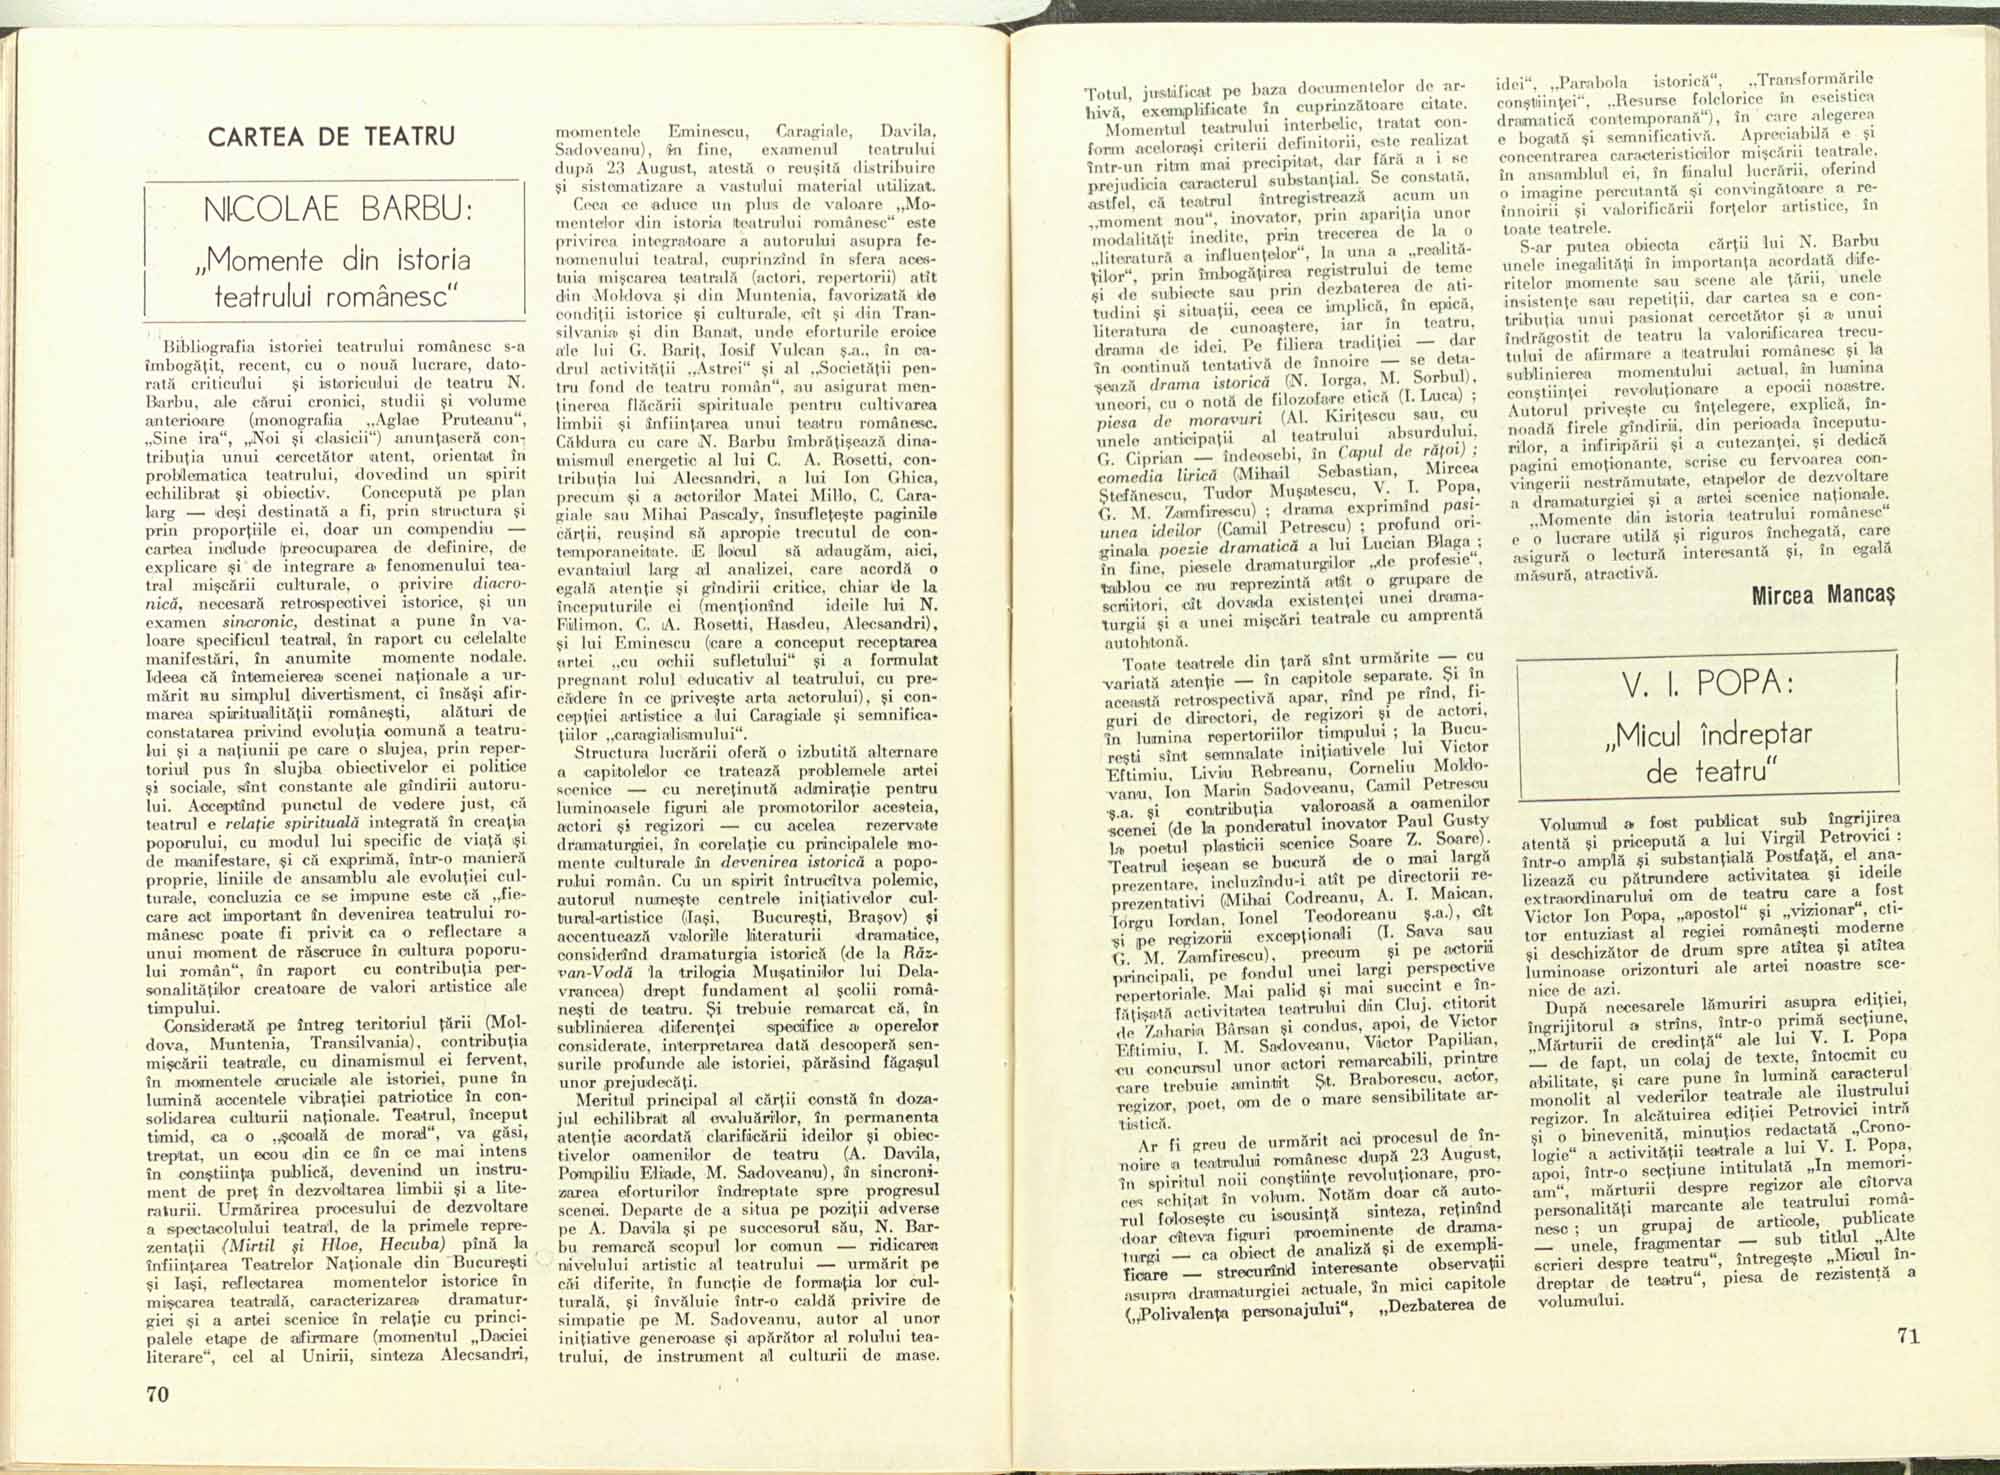 CARTEA DE TEATRU
NICOLAE BARBU:
„Momente din istoria
teatrului românesc“
Bibliografia istoriei teatrului românesc s-a
îmbogățit, recent, cu o nouă lucrare, dato-
rată criticului și istoricului de teatru N.
Barbu, ale cărui cronici, studii și volume
anterioare (monografia „Aglae Pruteanu“,
„Sine ira“, „Noi și clasicii“) anunțaseră con-
tribuția unui cercetător atent, orientat în
problematica teatrului, dovedind un spirit
echilibrat și obiectiv. Concepută pe plan
larg — deși destinată a fi, prin structura și
prin proporțiile ei, doar un compendiu —
cartea include preocuparea de definire, de
explicare și de integrare a fenomenului tea-
tral mișcării culturale, o privire diacro-
nică, necesară retrospectivei istorice, și un
examen sincronic, destinat a pune în va-
loare specificul teatral, în raport cu celelalte
manifestări, în anumite momente nodale.
Ideea că întemeierea scenei naționale a ur-
mărit nu simplul divertisment, ci însăși afir-
marea spiritualității românești, alături de
constatarea privind evoluția comună a teatru-
lui și a națiunii pe care o slujea, prin reper-
toriul pus în slujba obiectivelor ei politice
și sociale, sînt constante ale gîndirii autoru-
lui. Acceptînd punctul de vedere just, că
teatrul e relație spirituală integrată în creația
poporului, cu modul lui specific de viață și
de manifestare, și că exprimă, într-o manieră
proprie, liniile de ansamblu ale evoluției cul-
turale, concluzia ce se impune este că „fie-
care act important în devenirea teatrului ro-
mânesc poate fi privit ca o reflectare a
unui moment de răscruce în cultura poporu-
lui român“, în raport cu contribuția per-
sonalităților creatoare de valori artistice ale
timpului.
Considerată pe întreg teritoriul țării (Mol-
dova, Muntenia, Transilvania), contribuția
mișcării teatrale, cu dinamismul ei fervent,
în momentele cruciale ale istoriei, pune în
lumină accentele vibrației patriotice în con-
solidarea culturii naționale. Teatrul, început
timid, ca o „școală de moral“, va găsi,
treptat, un ecou din ce în ce mai intens
în conștiința publică, devenind un instru-
ment de preț în dezvoltarea limbii și a lite-
raturii. Urmărirea procesului de dezvoltare
a spectacolului teatral, de la primele repre-
zentații (Mirtil și Hloe, Hecuba) pînă la
înființarea Teatrelor Naționale din București
și Iași, reflectarea momentelor istorice în
mișcarea teatrală, caracterizarea dramatur-
giei și a artei scenice în relație cu princi-
palele etape de afirmare (momentul „Daciei
literare“, cel al Unirii, sinteza Alecsandri,
70
momentele Eminescu, Caragiale, Davila,
Sadoveanu), în fine, examenul teatrului
după 23 August, atestă o reușită distribuire
și sistematizare a vastului material utilizat.
Ceea ce aduce un plus de valoare „Mo-
mentelor din istoria teatrului românesc“ este
privirea integratoare a autorului asupra fe-
nomenului teatral, cuprinzînd în sfera aces-
tuia mișcarea teatrală (actori, repertorii) atît
din Moldova și din Muntenia, favorizată de
condiții istorice și culturale, cît și din Tran-
silvania și din Banat, unde eforturile eroice
ale lui G. Bariț, Iosif Vulcan ș.a., în ca-
drul activității „Astrei“ și al „Societății pen-
tru fond de teatru român“, au asigurat men-
ținerea flăcării spirituale pentru cultivarea
limbii și înființarea unui teatru românesc.
Căldura cu care N. Barbu îmbrățișează dina-
mismul energetic al lui C. A. Rosetti, con-
tribuția lui Alecsandri, a lui Ion Ghica,
precum și a actorilor Matei Millo, C. Cara-
giale sau Mihai Pascaly, însuflețește paginile
cărții, reușind să apropie trecutul de con-
temporaneitate. E locul să adaugăm, aici,
evantaiul larg al analizei, care acordă o
egală atenție și gîndirii critice, chiar de la
începuturile ei (menționînd ideile lui N.
Filimon, C. A. Rosetti, Hasdeu, Alecsandri),
și lui Eminescu (care a conceput receptarea
artei „cu ochii sufletului“ și a formulat
pregnant rolul educativ al teatrului, cu pre-
cădere în ce privește arta actorului), și con-
cepției artistice a lui Caragiale și semnifica-
țiilor „caragialismului“.
Structura lucrării oferă o izbutită alternare
a capitolelor ce tratează problemele artei
scenice — cu nereținută admirație pentru
luminoasele figuri ale promotorilor acesteia,
actori și regizori — cu acelea rezervate
dramaturgiei, în corelație cu principalele mo-
mente culturale în devenirea istorică a popo-
rului român. Cu un spirit întrucîtva polemic,
autorul numește centrele inițiativelor cul-
tural-artistice (Iași, București, Brașov) și
accentuează valorile literaturii dramatice,
considerînd dramaturgia istorică (de la Răz-
van-Vodă la trilogia Mușatinilor lui Dela-
vrancea) drept fundament al școlii româ-
nești de teatru. Și trebuie remarcat că, în
sublinierea diferenței specifice a operelor
considerate, interpretarea dată descoperă sen-
surile profunde ale istoriei, părăsind făgașul
unor prejudecăți.
Meritul principal al cărții constă în doza-
jul echilibrat al evaluărilor, în permanenta
atenție acordată clarificării ideilor și obiec-
tivelor oamenilor de teatru (A. Davila,
Pompiliu Eliade, M. Sadoveanu), în sincroni-
zarea eforturilor îndreptate spre progresul
scenei. Departe de a situa pe poziții adverse
pe A. Davila și pe succesorul său, N. Bar-
bu remarcă scopul lor comun — ridicarea
nivelului artistic al teatrului — urmărit pe
căi diferite, în funcție de formația lor cul-
turală, și învăluie într-o caldă privire de
simpatie pe M. Sadoveanu, autor al unor
inițiative generoase și apărător al rolului tea-
trului, de instrument al culturii de mase.
Totul, justificat pe baza documentelor de ar-
hivă, exemplificate în cuprinzătoare citate.
Momentul teatrului interbelic, tratat con-
form acelorași criterii definitorii, este realizat
într-un ritm mai precipitat, dar fără a i se
prejudicia caracterul substanțial. Se constată,
astfel, că teatrul întregistrează acum un
„moment nou“, inovator, prin apariția unor
modalități inedite, prin trecerea de la o
„literatură a influențelor“, la una a „realită-
ților“, prin îmbogățirea registrului de teme
și de subiecte sau prin dezbaterea de ati-
tudini și situații, ceea ce implică, în epică,
literatura de cunoaștere, iar în teatru,
drama de idei. Pe filiera tradiției — dar
în continuă tentativă de înnoire — se deta-
șează drama istorică (N. Iorga, M. Sorbul),
uneori, cu o notă de filozofare etică (I. Luca) ;
piesa de moravuri (Al. Kirițescu sau, cu
unele anticipații al teatrului absurdului,
G. Ciprian — îndeosebi, în Capul de rățoi) ;
comedia lirică (Mihail Sebastian, Mircea
Ștefănescu, Tudor Mușatescu, V. I. Popa,
G. M. Zamfirescu) ; drama exprimînd pasi-
unea ideilor (Camil Petrescu) ; profund ori-
ginala poezie dramatică a lui Lucian Blaga ;
în fine, piesele dramaturgilor „de profesie“,
tablou ce nu reprezintă atît o grupare de
scriitori, cît dovada existenței unei drama-
turgii și a unei mișcări teatrale cu amprentă
autohtonă.
Toate teatrele din țară sînt urmărite — cu
variată atenție — în capitole separate. Și în
această retrospectivă apar, rînd pe rînd, fi-
guri de directori, de regizori și de actori,
în lumina repertoriilor timpului ; la Bucu-
rești sînt semnalate inițiativele lui Victor
Eftimiu, Liviu Rebreanu, Corneliu Moldo-
vanu, Ion Marin Sadoveanu, Camil Petrescu
ș.a. și contribuția valoroasă a oamenilor
scenei (de la ponderatul inovator Paul Gusty
la poetul plasticii scenice Soare Z. Soare).
Teatrul ieșean se bucură de o mai largă
prezentare, incluzîndu-i atît pe directorii re-
prezentativi (Mihai Codreanu, A. I. Maican,
Iorgu Iordan, Ionel Teodoreanu ș.a.), cît
și pe regizorii excepționali (I. Sava sau
G. M. Zamfirescu), precum și pe actorii
principali, pe fondul unei largi perspective
repertoriale. Mai palid și mai succint e în-
fățișată activitatea teatrului din Cluj, ctitorit
de Zaharia Bârsan și condus, apoi, de Victor
Eftimiu, I. M. Sadoveanu, Victor Papilian,
cu concursul unor actori remarcabili, printre
care trebuie amintit Șt. Braborescu, actor,
regizor, poet, om de o mare sensibilitate ar-
tistică.
Ar fi greu de urmărit aci procesul de în-
noire a teatrului românesc după 23 August,
în spiritul noii conștiințe revoluționare, pro-
ces schițat în volum. Notăm doar că auto-
rul folosește cu iscusință sinteza, reținînd
doar cîteva figuri proeminente de drama-
turgi — ca obiect de analiză și de exempli-
ficare — strecurînd interesante observații
asupra dramaturgiei actuale, în mici capitole
(„Polivalența personajului“, „Dezbaterea de
idei“, „Parabola istorică“, „Transformările
conștiinței“, „Resurse folclorice în eseistica
dramatică contemporană“), în care alegerea
e bogată și semnificativă. Apreciabilă e și
concentrarea caracteristicilor mișcării teatrale,
în ansamblul ei, în finalul lucrării, oferind
o imagine percutantă și convingătoare a re-
înnoirii și valorificării forțelor artistice, în
toate teatrele.
S-ar putea obiecta cărții lui N. Barbu
unele inegalități în importanța acordată dife-
ritelor momente sau scene ale țării, unele
insistențe sau repetiții, dar cartea sa e con-
tribuția unui pasionat cercetător și a unui
îndrăgostit de teatru la valorificarea trecu-
tului de afirmare a teatrului românesc și la
sublinierea momentului actual, în lumina
conștiinței revoluționare a epocii noastre.
Autorul privește cu înțelegere, explică, în-
noadă firele gîndirii, din perioada începutu-
rilor, a înfiripării și a cutezanței, și dedică
pagini emoționante, scrise cu fervoarea con-
vingerii nestrămutate, etapelor de dezvoltare
a dramaturgiei și a artei scenice naționale.
„Momente din istoria teatrului românesc“
e o lucrare utilă și riguros închegată, care
asigură o lectură interesantă și, în egală
măsură, atractivă.
Mircea Mancaș
V. I. POPA:
„Micul îndreptar
de teatru“
Volumul a fost publicat sub îngrijirea
atentă și pricepută a lui Virgil Petrovici :
într-o amplă și substanțială Postfață, el ana-
lizează cu pătrundere activitatea și ideile
extraordinarului om de teatru care a fost
Victor Ion Popa, „apostol“ și „vizionar“, cti-
tor entuziast al regiei românești moderne
și deschizător de drum spre atîtea și atîtea
luminoase orizonturi ale artei noastre sce-
nice de azi.
După necesarele lămuriri asupra ediției,
îngrijitorul a strîns, într-o primă secțiune,
„Mărturii de credință“ ale lui V. I. Popa
— de fapt, un colaj de texte, întocmit cu
abilitate, și care pune în lumină caracterul
monolit al vederilor teatrale ale ilustrului
regizor. În alcătuirea ediției Petrovici intră
și o binevenită, minuțios redactată „Crono-
logie“ a activității teatrale a lui V. I. Popa,
apoi, într-o secțiune intitulată „In memori-
am“, mărturii despre regizor ale cîtorva
personalități marcante ale teatrului româ-
nesc ; un grupaj de articole, publicate
— unele, fragmentar — sub titlul „Alte
scrieri despre teatru“, întregește „Micul în-
dreptar de teatru“, piesa de rezistență a
volumului.
71